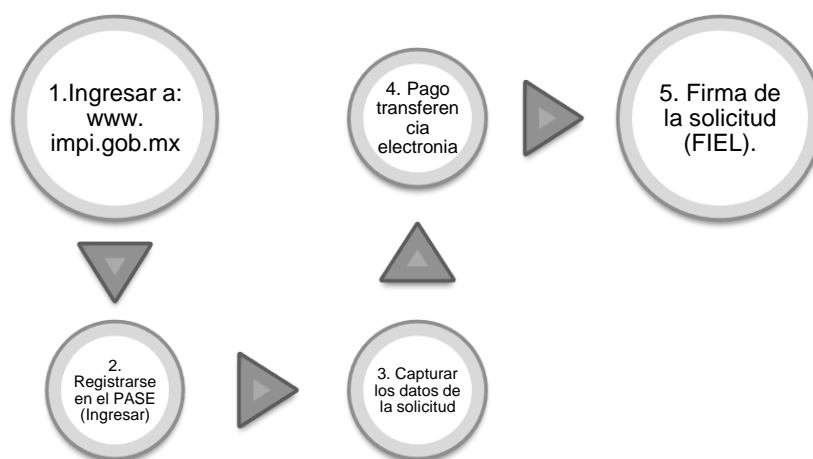 1.Ingresar a:
www.
impi.gob.mx
2.
Registrarse
en el PASE
(Ingresar)
3. Capturar
los datos de
la solicitud
4. Pago
transferen
cia
electronia
5. Firma de
la solicitud
(FIEL).